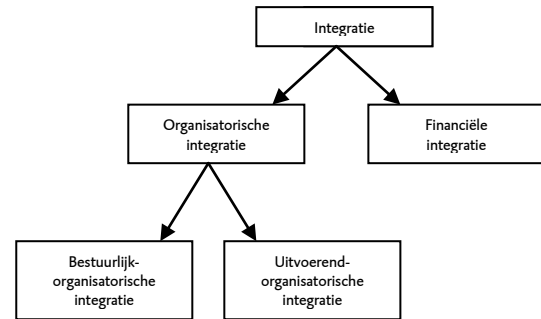 Integratie
Organisatorische
integratie
Financiële
integratie
Bestuurlijk-
organisatorische
integratie
Uitvoerend-
organisatorische
integratie